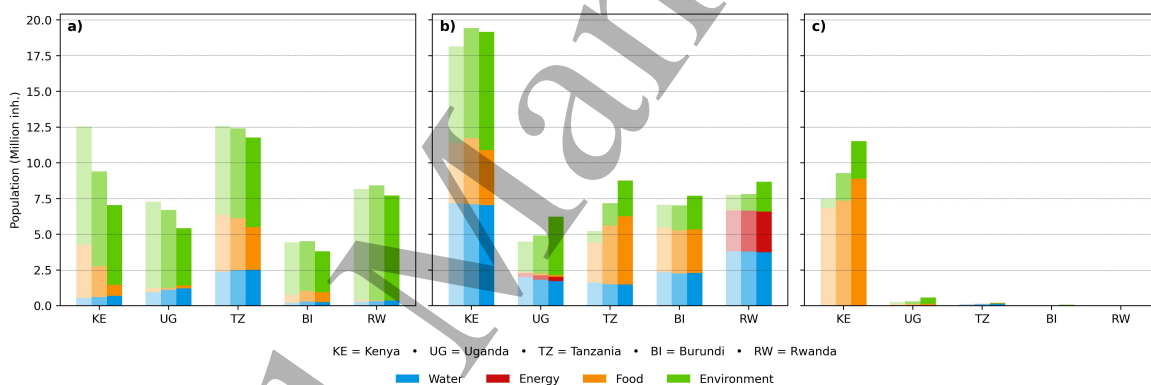 a) b) c)
Population (Million inh.)
20.0
17.5
15.0
12.5
10.0
7.5
5.0
2.5
0.0
KE UG TZ BI RW KE UG TZ BI RW KE UG TZ BI RW
KE = Kenya • UG = Uganda • TZ = Tanzania • BI = Burundi • RW = Rwanda
Water Energy Food Environment